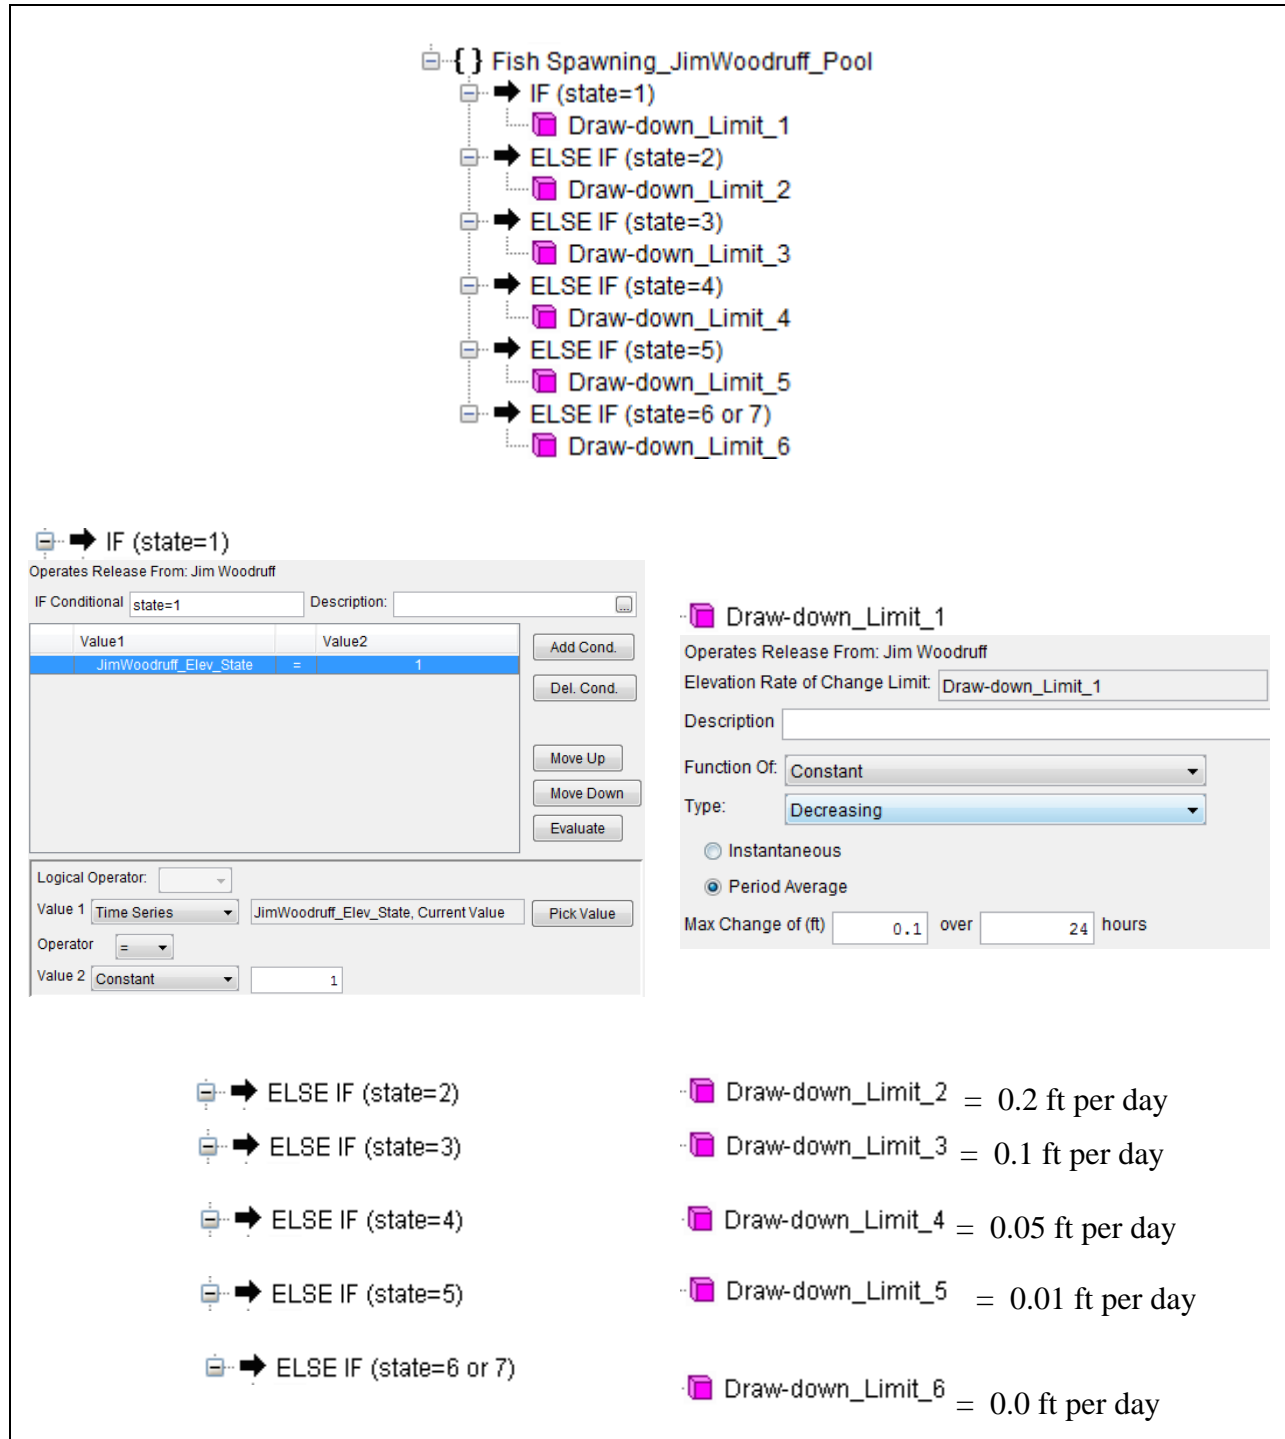 { } Fish Spawning_JimWoodruff_Pool
IF (state=1)
Draw-down_Limit_1
ELSE IF (state=2)
Draw-down_Limit_2
ELSE IF (state=3)
Draw-down_Limit_3
ELSE IF (state=4)
Draw-down_Limit_4
ELSE IF (state=5)
Draw-down_Limit_5
ELSE IF (state=6 or 7)
Draw-down_Limit_6
IF (state=1)
Operates Release From: Jim Woodruff
IF Conditional state=1 Description: ...
Value1 Value2
JimWoodruff_Elev_State = 1
Add Cond.
Del. Cond.
Move Up
Move Down
Evaluate
Logical Operator:
Value 1 Time Series JimWoodruff_Elev_State, Current Value Pick Value
Operator =
Value 2 Constant 1
Draw-down_Limit_1
Operates Release From: Jim Woodruff
Elevation Rate of Change Limit: Draw-down_Limit_1
Description
Function Of: Constant
Type: Decreasing
Instantaneous
Period Average
Max Change of (ft) 0.1 over 24 hours
ELSE IF (state=2) Draw-down_Limit_2 = 0.2 ft per day
ELSE IF (state=3) Draw-down_Limit_3 = 0.1 ft per day
ELSE IF (state=4) Draw-down_Limit_4 = 0.05 ft per day
ELSE IF (state=5) Draw-down_Limit_5 = 0.01 ft per day
ELSE IF (state=6 or 7) Draw-down_Limit_6 = 0.0 ft per day